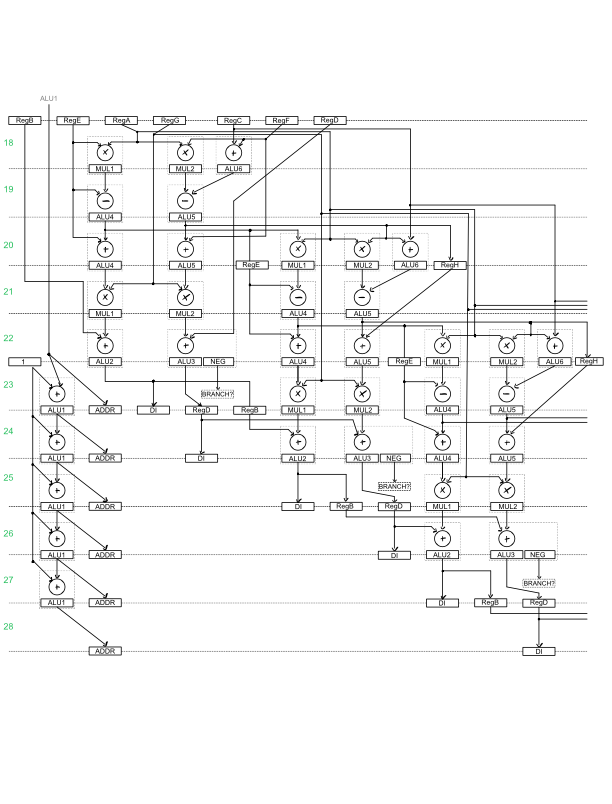 ALU1
RegB RegE RegA RegG RegC RegF RegD
18
× × +
MUL1 MUL2 ALU6
19
− −
ALU4 ALU5
20
+ + × × +
ALU4 ALU5 RegE MUL1 MUL2 ALU6 RegH
21
× × − −
MUL1 MUL2 ALU4 ALU5
22
+ + + + × × +
1 ALU2 ALU3 NEG ALU4 ALU5 RegE MUL1 MUL2 ALU6 RegH
23
+ × × − −
BRANCH?
ALU1 ADDR DI RegD RegB MUL1 MUL2 ALU4 ALU5
24
+ + + + +
ALU1 ADDR DI ALU2 ALU3 NEG ALU4 ALU5
25
BRANCH?
+ × ×
ALU1 ADDR DI RegB RegD MUL1 MUL2
26
+ + +
ALU1 ADDR DI ALU2 ALU3 NEG
27
+
BRANCH?
ALU1 ADDR DI RegB RegD
28
ADDR DI